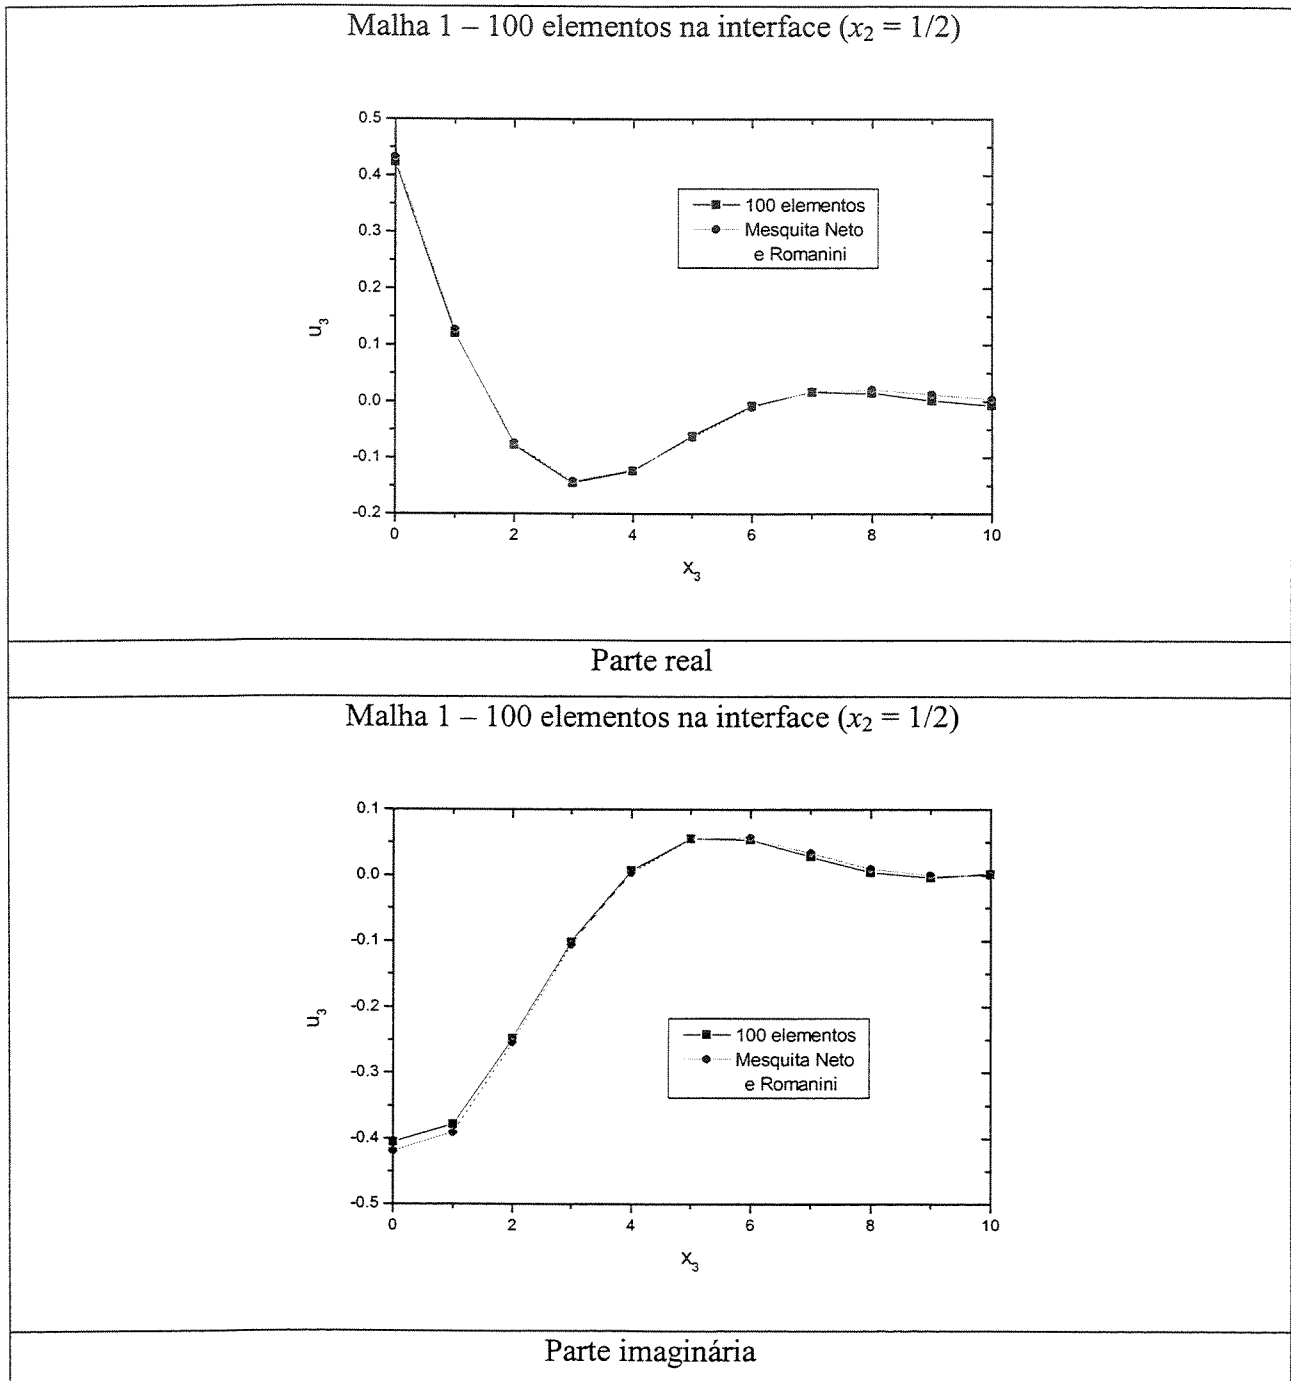 Malha 1 – 100 elementos na interface (x₂ = 1/2)
0.5
0.4
0.3
0.2
0.1
0.0
-0.1
-0.2
u₃
100 elementos
Mesquita Neto
e Romanini
0 2 4 6 8 10
x₃
Parte real
Malha 1 – 100 elementos na interface (x₂ = 1/2)
0.1
0.0
-0.1
-0.2
-0.3
-0.4
-0.5
u₃
100 elementos
Mesquita Neto
e Romanini
0 2 4 6 8 10
x₃
Parte imaginária